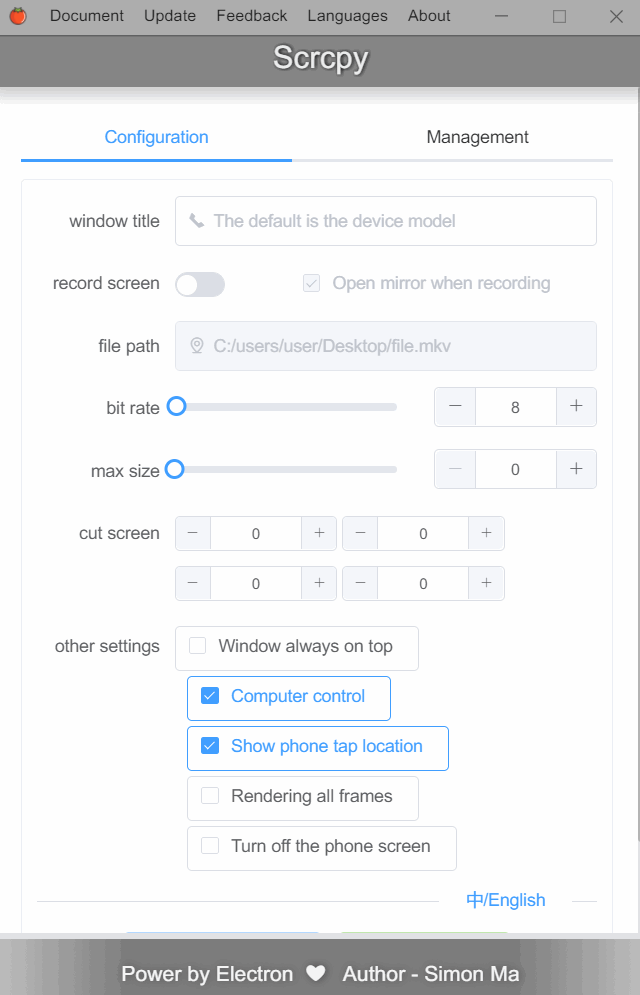 Document Update Feedback Languages About
Scrcpy
Configuration Management
window title The default is the device model
record screen Open mirror when recording
file path C:/users/user/Desktop/file.mkv
bit rate 8
max size 0
cut screen 0 0
0 0
other settings Window always on top
Computer control
Show phone tap location
Rendering all frames
Turn off the phone screen
中/English
Power by Electron Author - Simon Ma